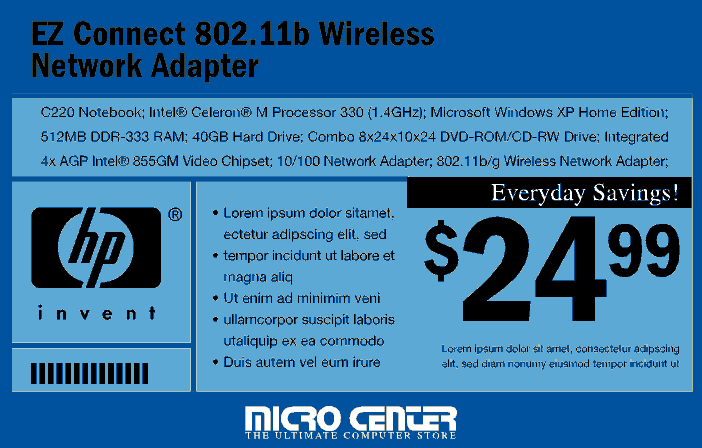 EZ Connect 802.11b Wireless
Network Adapter
C220 Notebook; Intel® Celeron® M Processor 330 (1.4GHz); Microsoft Windows XP Home Edition;
512MB DDR-333 RAM; 40GB Hard Drive; Combo 8x24x10x24 DVD-ROM/CD-RW Drive; Integrated
4x AGP Intel® 855GM Video Chipset; 10/100 Network Adapter; 802.11b/g Wireless Network Adapter;
hp®
invent
• Lorem ipsum dolor sitamet,
ectetur adipscing elit, sed
• tempor incidunt ut labore et
magna aliq
• Ut enim ad minimim veni
• ullamcorpor suscipit laboris
utaliquip ex ea commodo
• Duis autem vel eum irure
Everyday Savings!
$2499
Lorem ipsum dolor sit amet, consectetur adipscing
elit, sed diam nonumy eiusmod tempor incidunt ut
MICRO CENTER
THE ULTIMATE COMPUTER STORE